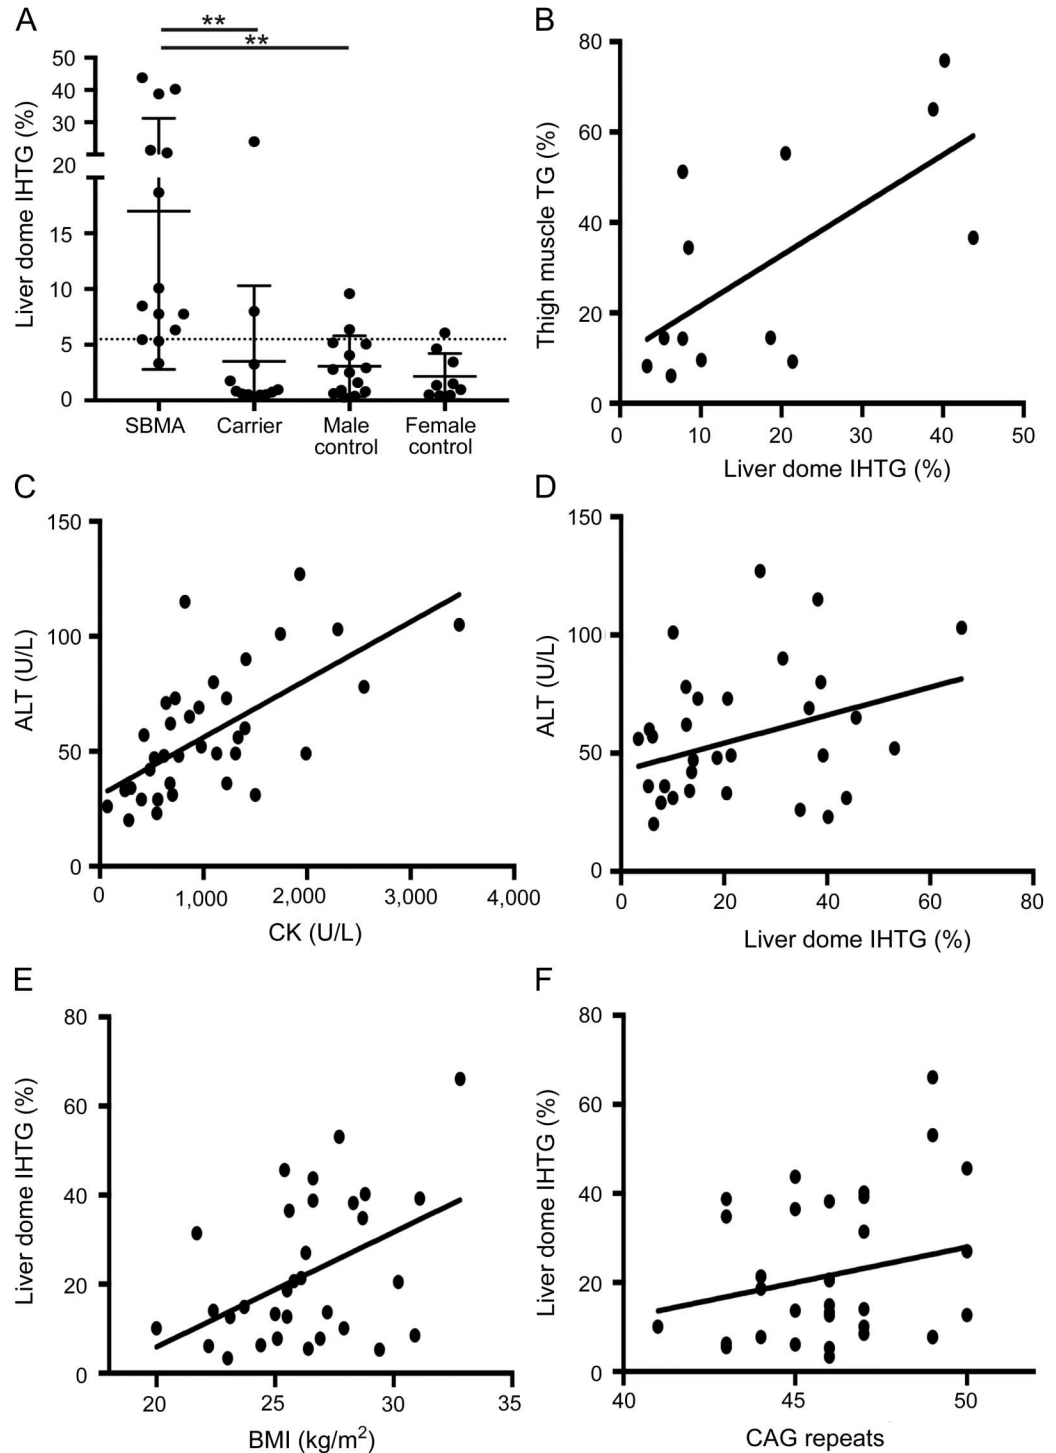 A
**
**
50
40
30
20
15
10
5
0
Liver dome IHTG (%)
SBMA
Carrier
Male
control
Female
control
B
80
60
40
20
0
Thigh muscle TG (%)
0 10 20 30 40 50
Liver dome IHTG (%)
C
150
100
50
0
ALT (U/L)
0 1,000 2,000 3,000 4,000
CK (U/L)
D
150
100
50
0
ALT (U/L)
0 20 40 60 80
Liver dome IHTG (%)
E
80
60
40
20
0
Liver dome IHTG (%)
20 25 30 35
BMI (kg/m²)
F
80
60
40
20
0
Liver dome IHTG (%)
40 45 50
CAG repeats